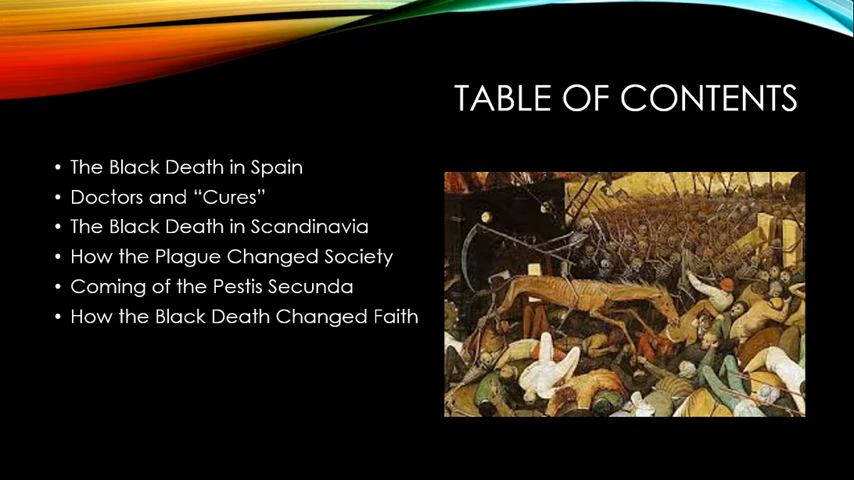 TABLE OF CONTENTS
• The Black Death in Spain
• Doctors and “Cures”
• The Black Death in Scandinavia
• How the Plague Changed Society
• Coming of the Pestis Secunda
• How the Black Death Changed Faith